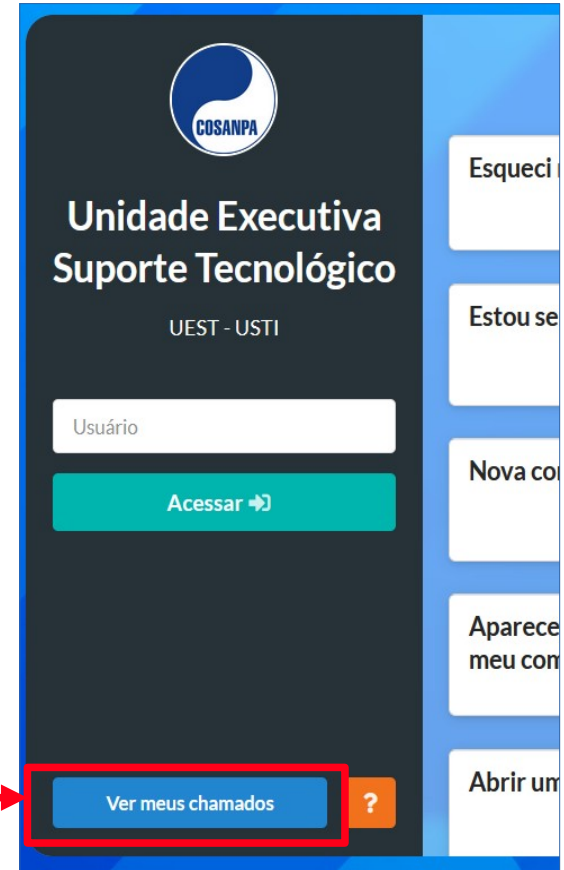 COSANPA
Unidade Executiva
Suporte Tecnológico
UEST - USTI
Usuário
Acessar
Ver meus chamados
?
Esqueci
Estou se
Nova co
Aparece
meu com
Abrir um